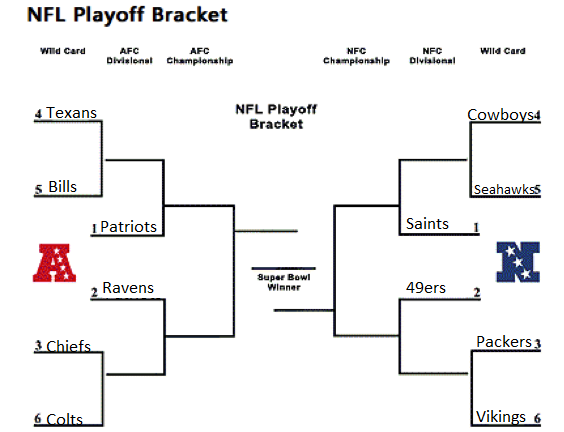 NFL Playoff Bracket
Wild Card AFC Divisional AFC Championship NFC Championship NFC Divisional Wild Card
NFL Playoff
Bracket
4 Texans
Cowboys 4
5 Bills
Seahawks 5
1 Patriots
Saints 1
A
N
Super Bowl
Winner
2 Ravens
49ers 2
3 Chiefs
Packers 3
6 Colts
Vikings 6